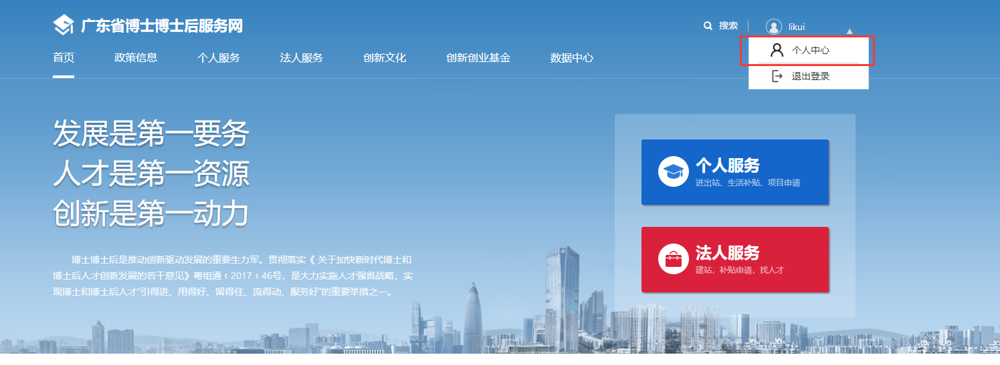 广东省博士博士后服务网
搜索
likui
首页 政策信息 个人服务 法人服务 创新文化 创新创业基金 数据中心
个人中心
退出登录
发展是第一要务
人才是第一资源
创新是第一动力
个人服务
进出站、生活补贴、项目申请
法人服务
建站，补贴申请，找人才
博士博士后是推动创新驱动发展的重要生力军。贯彻落实《关于加快新时代博士和
博士后人才创新发展的若干意见》粤组通﹝2017﹞46号，是大力实施人才强省战略，实
现博士和博士后人才“引得进、用得好、留得住、流得动、服务好”的重要举措之一。